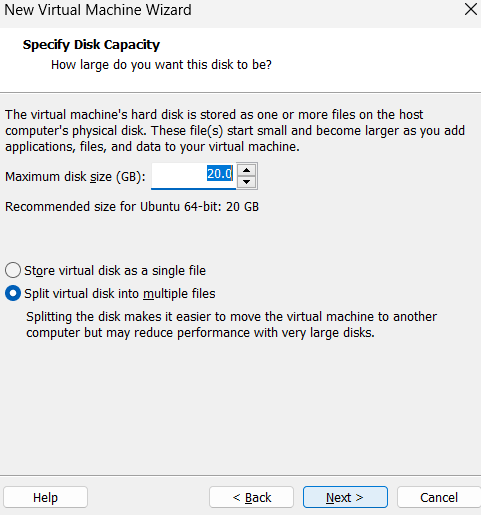 New Virtual Machine Wizard
Specify Disk Capacity
How large do you want this disk to be?
The virtual machine's hard disk is stored as one or more files on the host
computer's physical disk. These file(s) start small and become larger as you add
applications, files, and data to your virtual machine.
Maximum disk size (GB): 20.0
Recommended size for Ubuntu 64-bit: 20 GB
Store virtual disk as a single file
Split virtual disk into multiple files
Splitting the disk makes it easier to move the virtual machine to another
computer but may reduce performance with very large disks.
Help < Back Next > Cancel